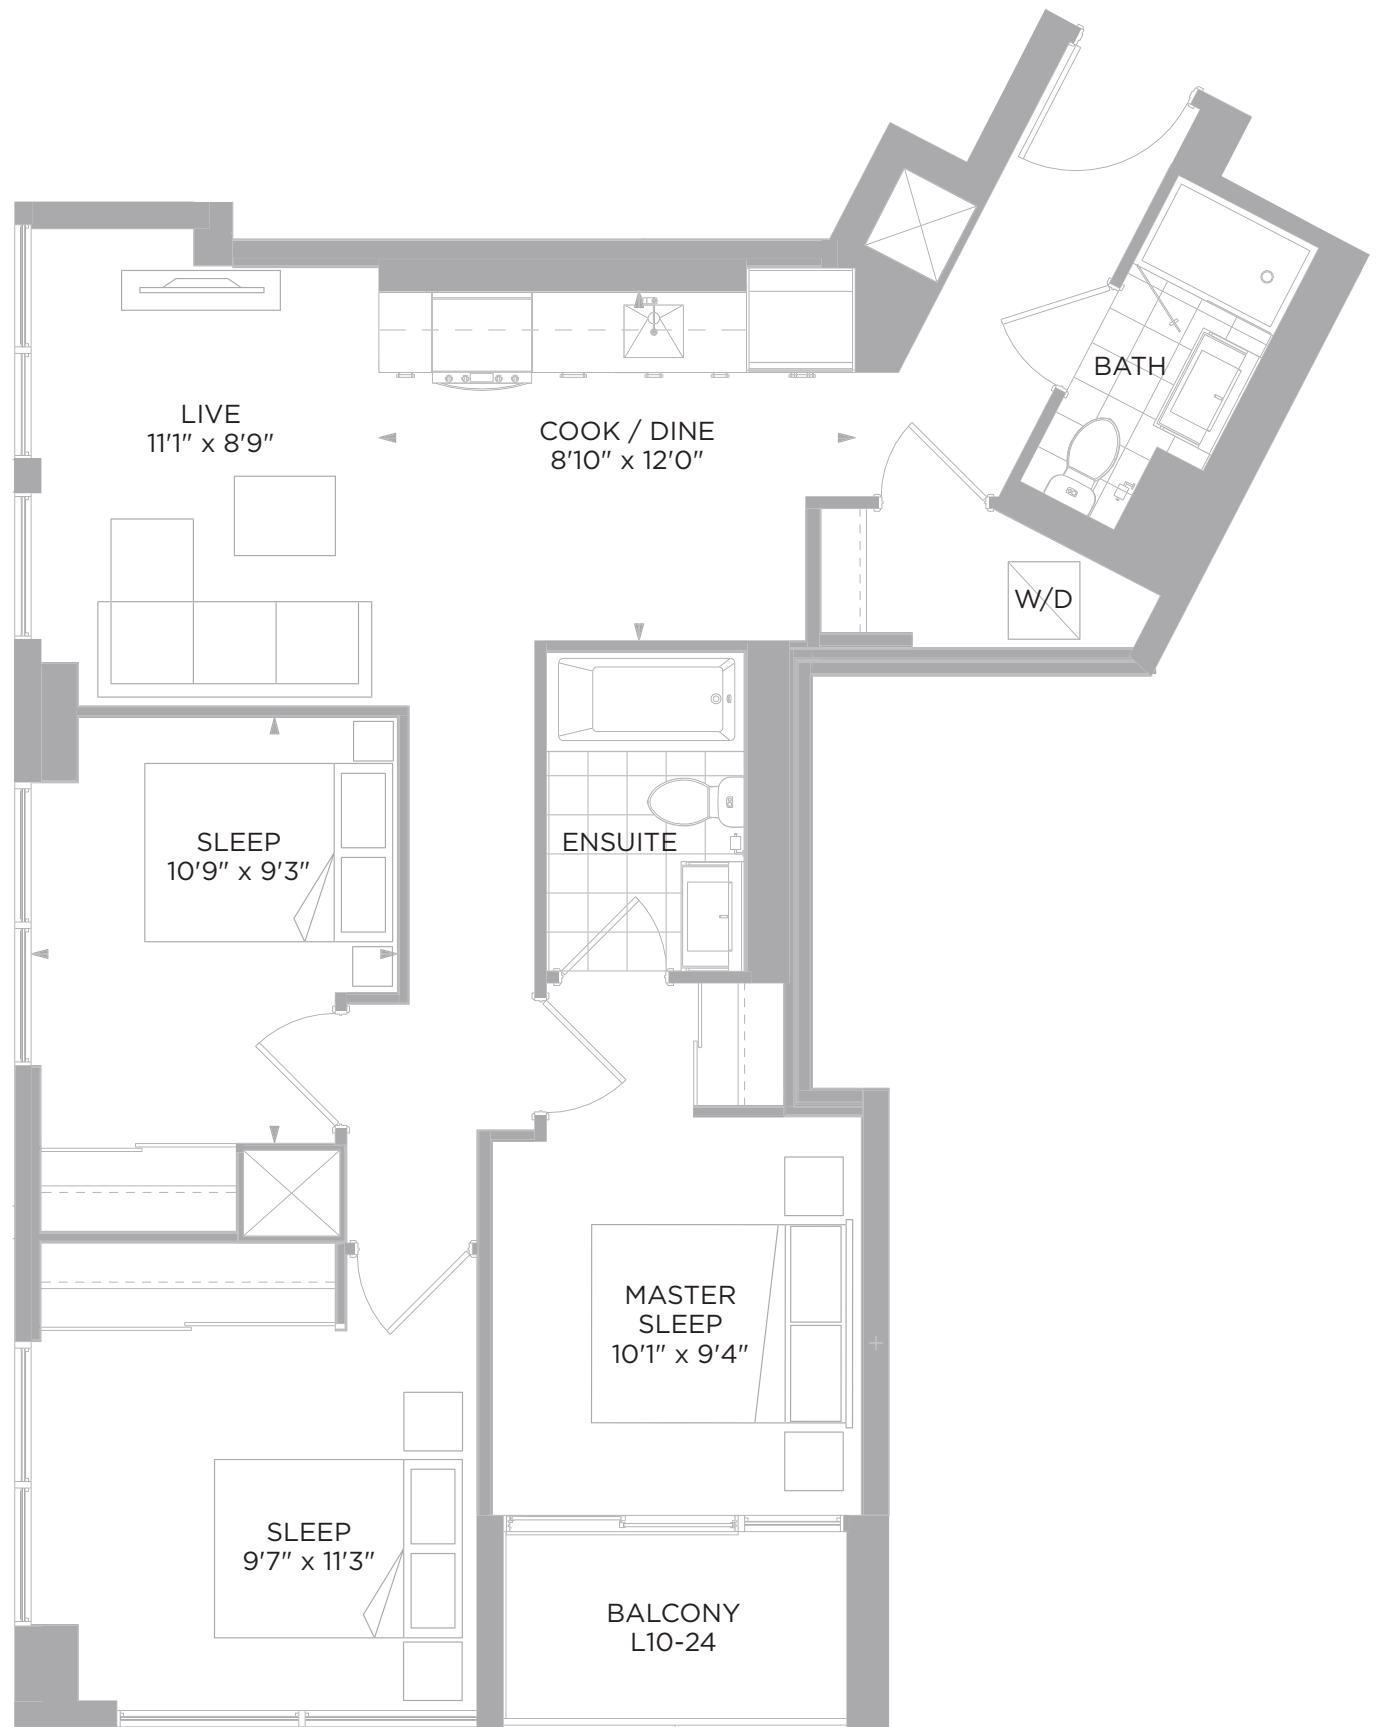 BATH
LIVE
11'1" x 8'9"
COOK / DINE
8'10" x 12'0"
W/D
SLEEP
10'9" x 9'3"
ENSUITE
MASTER
SLEEP
10'1" x 9'4"
SLEEP
9'7" x 11'3"
BALCONY
L10-24